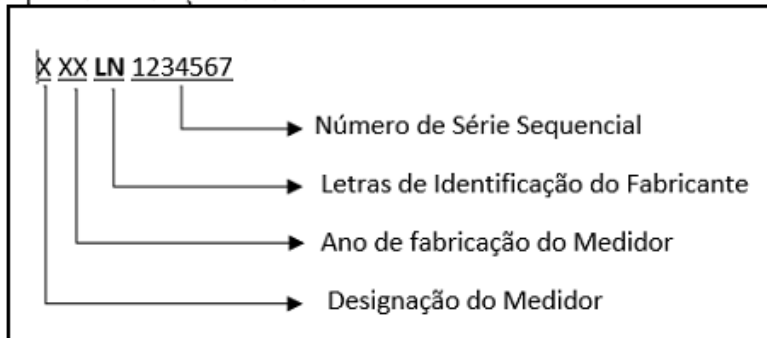 X XX LN 1234567
Número de Série Sequencial
Letras de Identificação do Fabricante
Ano de fabricação do Medidor
Designação do Medidor